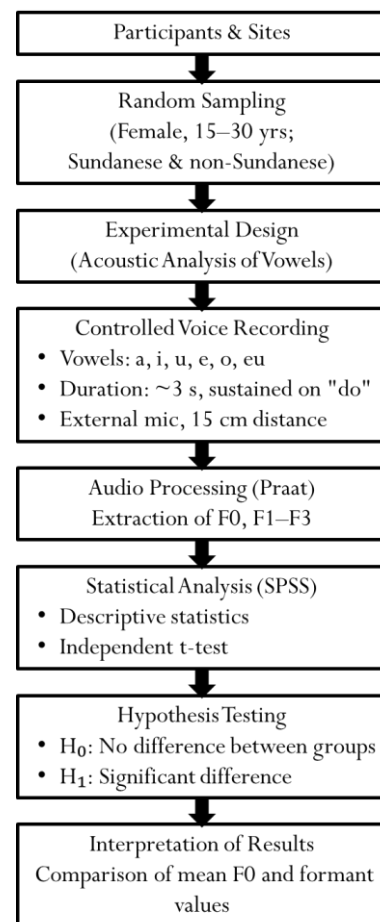 Participants & Sites
Random Sampling
(Female, 15–30 yrs;
Sundanese & non-Sundanese)
Experimental Design
(Acoustic Analysis of Vowels)
Controlled Voice Recording
• Vowels: a, i, u, e, o, eu
• Duration: ~3 s, sustained on "do"
• External mic, 15 cm distance
Audio Processing (Praat)
Extraction of F0, F1–F3
Statistical Analysis (SPSS)
• Descriptive statistics
• Independent t-test
Hypothesis Testing
• H₀: No difference between groups
• H₁: Significant difference
Interpretation of Results
Comparison of mean F0 and formant
values